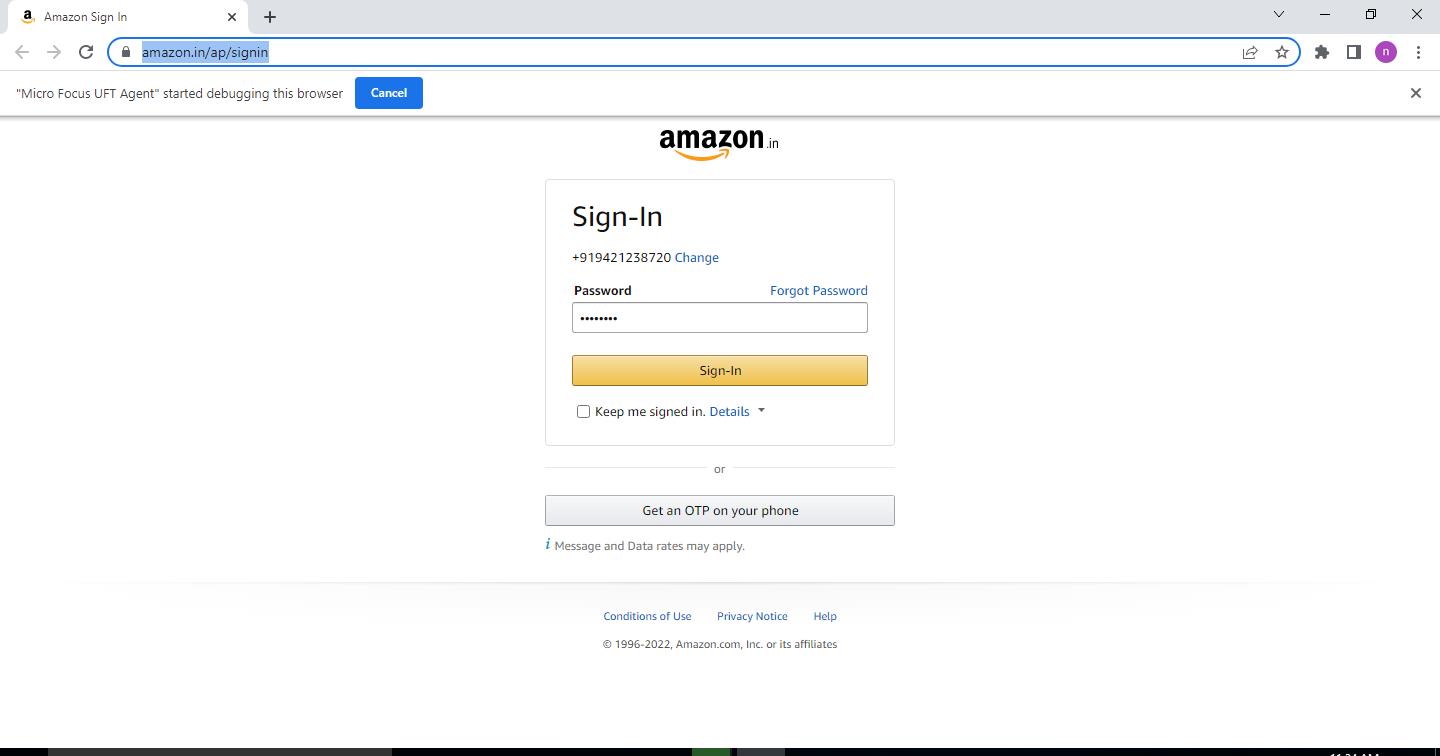 Amazon Sign In
amazon.in/ap/signin
n
"Micro Focus UFT Agent" started debugging this browser Cancel
amazon.in
Sign-In
+919421238720 Change
Password Forgot Password
••••••••
Sign-In
Keep me signed in. Details
or
Get an OTP on your phone
i Message and Data rates may apply.
Conditions of Use Privacy Notice Help
© 1996-2022, Amazon.com, Inc. or its affiliates